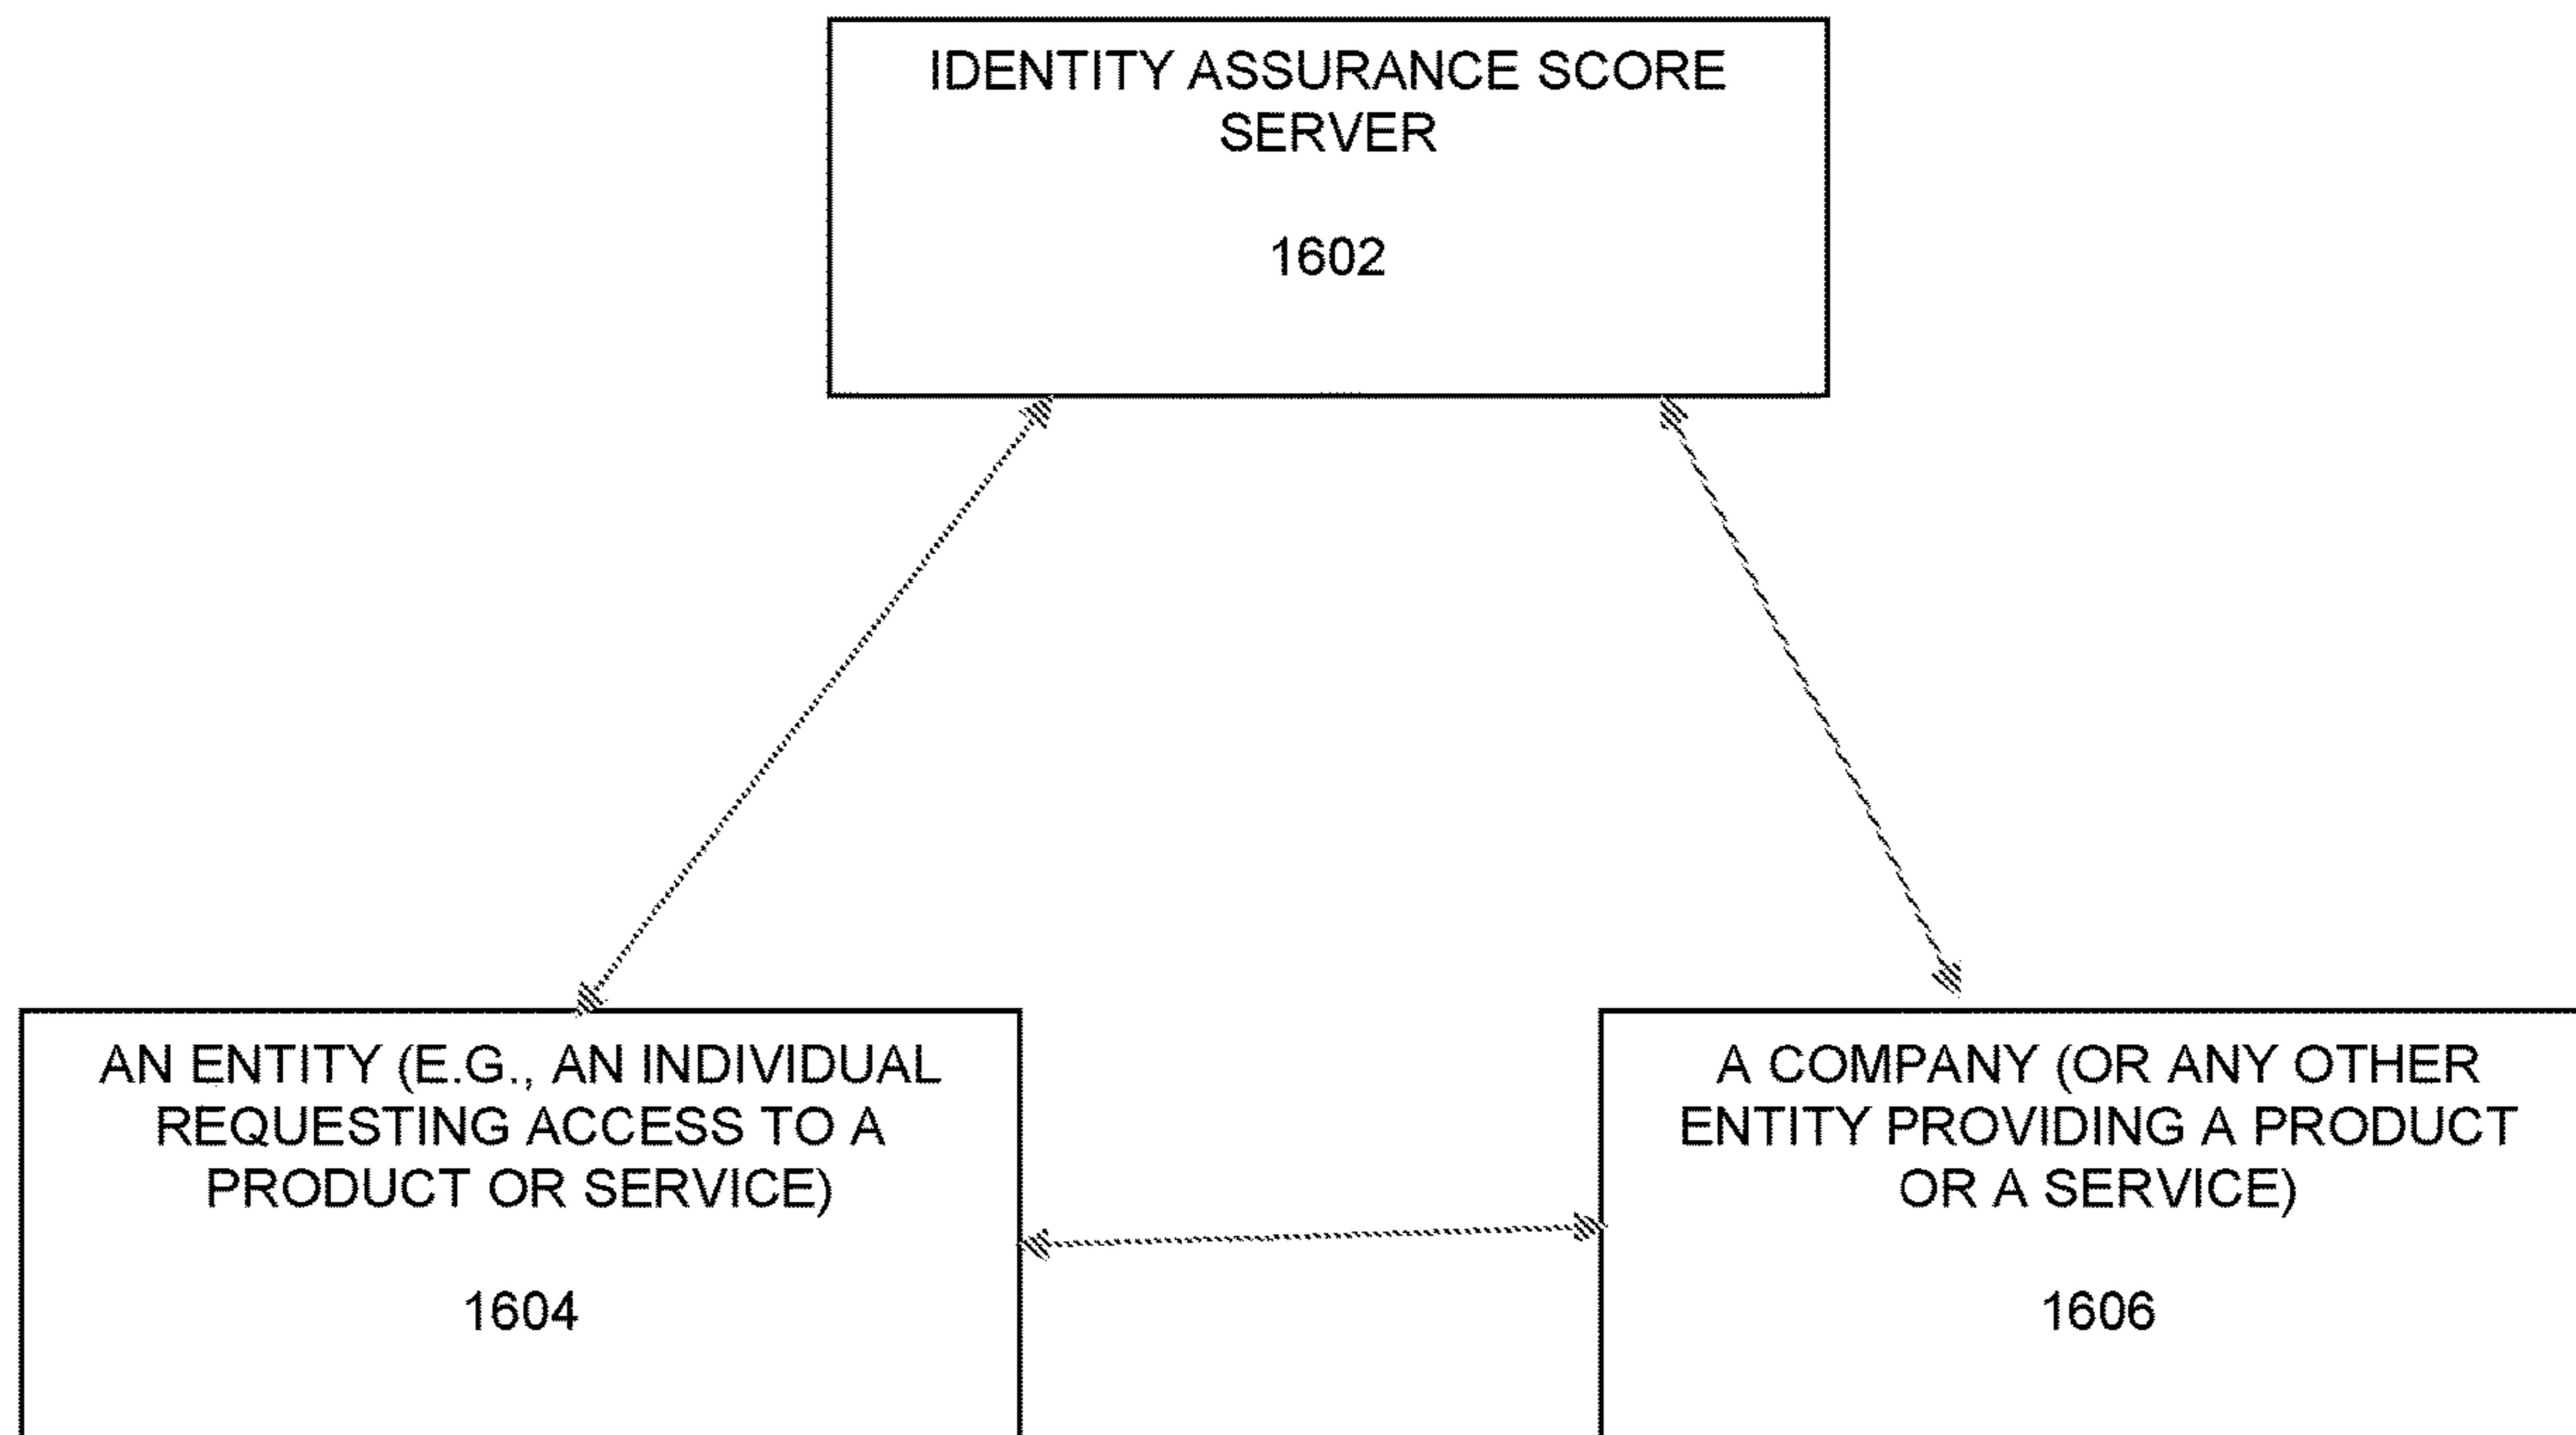 IDENTITY ASSURANCE SCORE
SERVER
1602
AN ENTITY (E.G., AN INDIVIDUAL
REQUESTING ACCESS TO A
PRODUCT OR SERVICE)
1604
A COMPANY (OR ANY OTHER
ENTITY PROVIDING A PRODUCT
OR A SERVICE)
1606